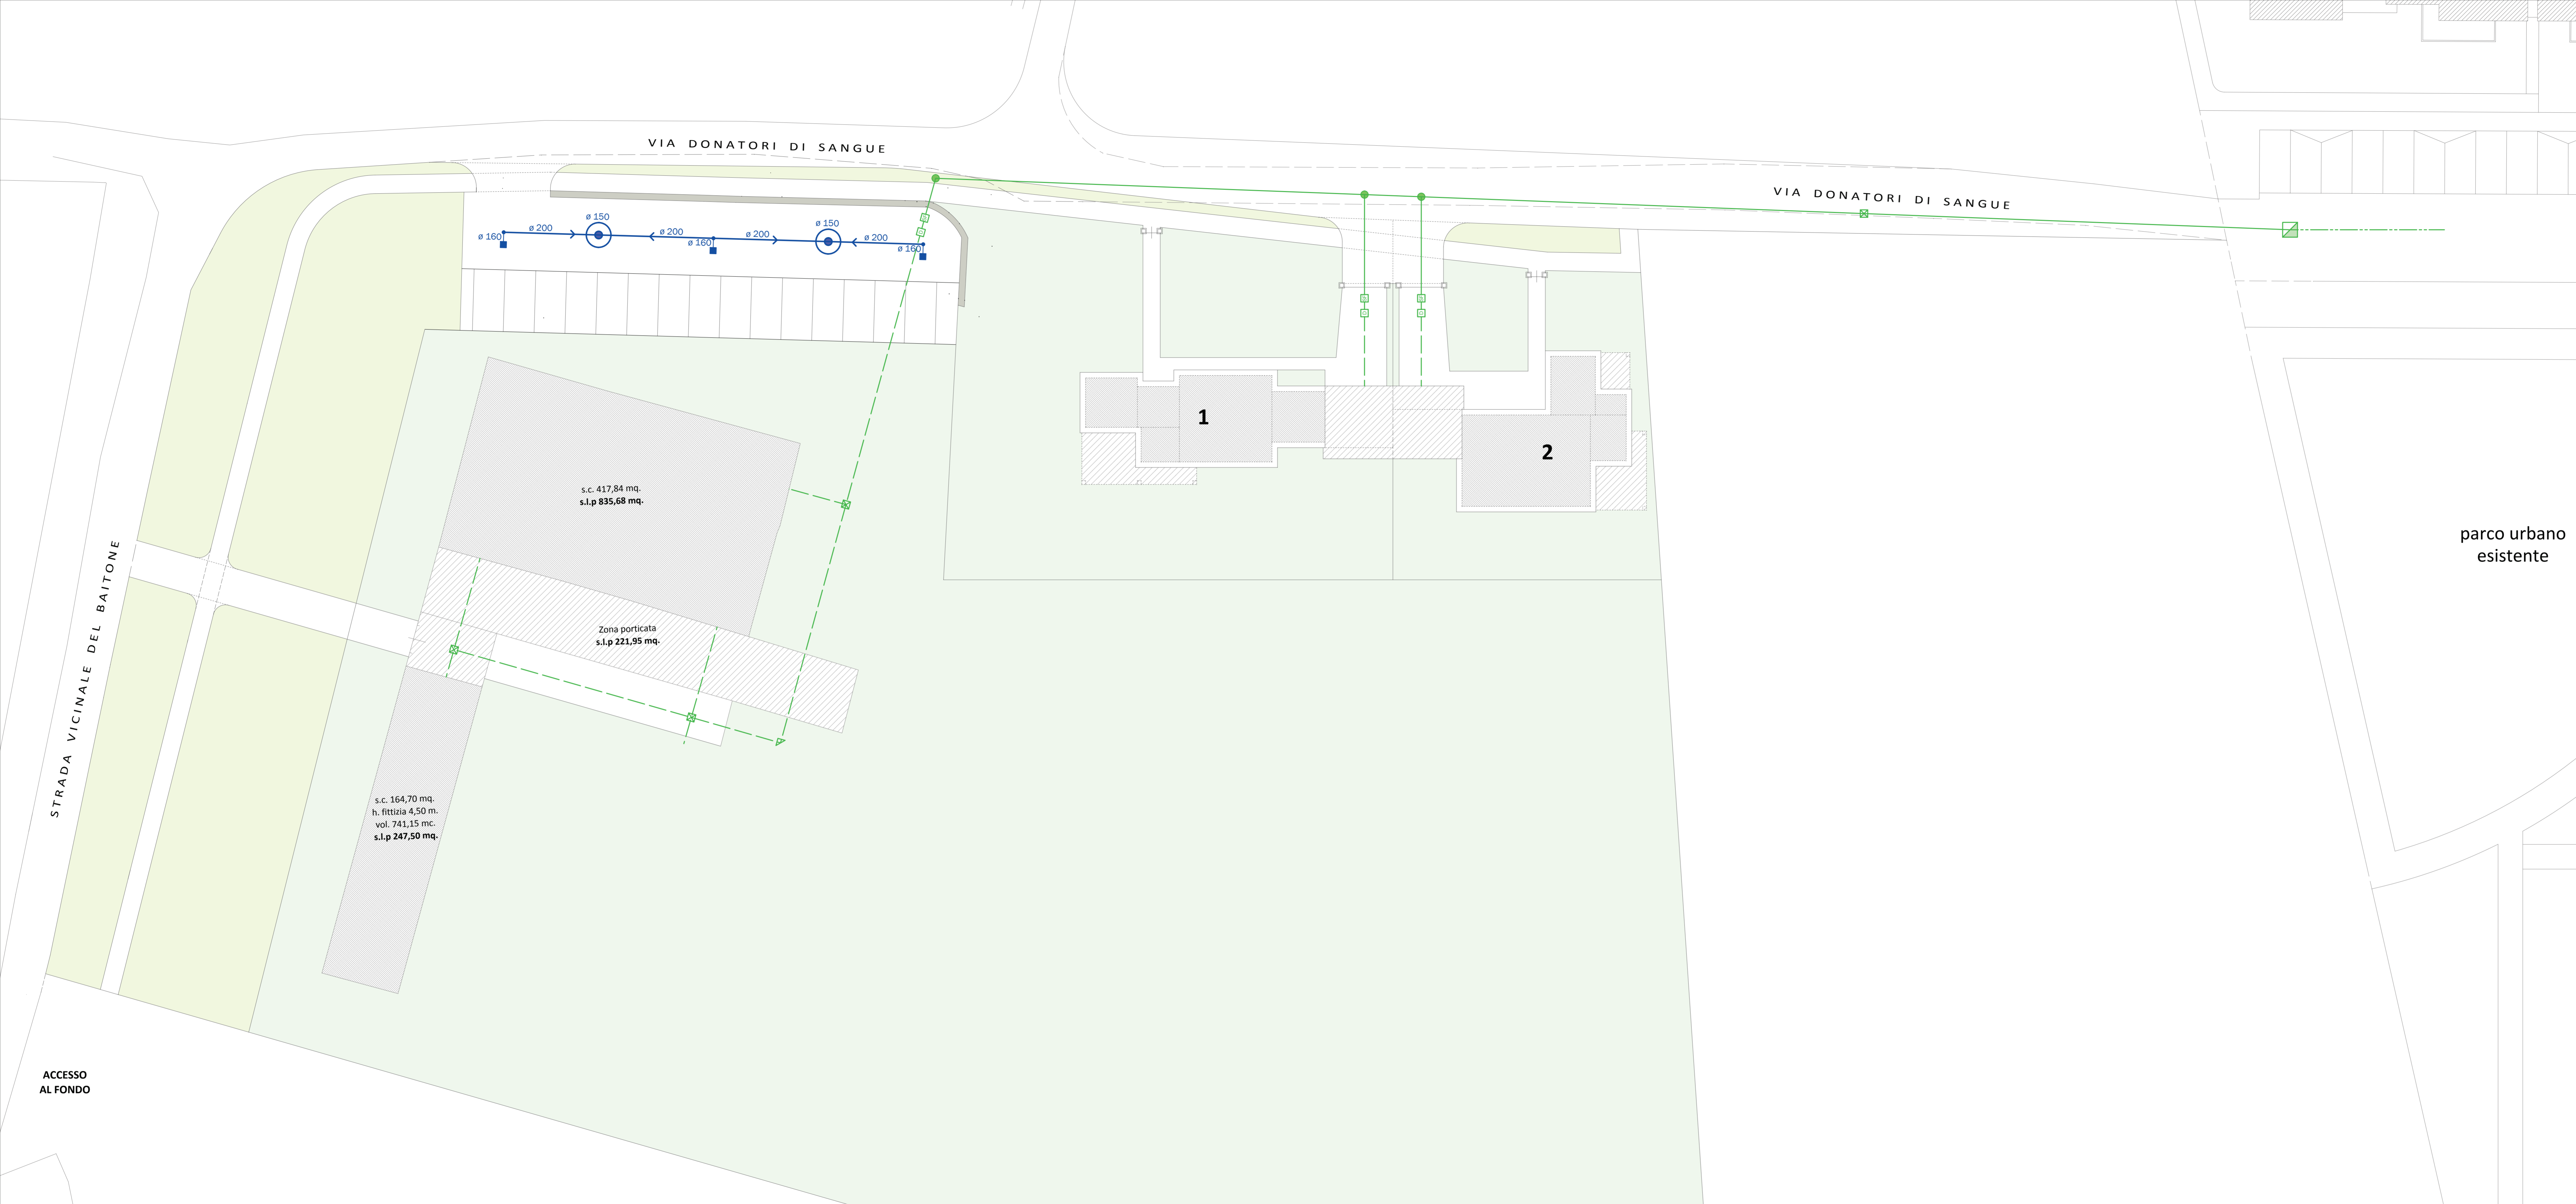 VIA DONATORI DI SANGUE
VIA DONATORI DI SANGUE
ø 150
ø 150
ø 160
ø 200
ø 200
ø 160
ø 200
ø 200
ø 160
1
2
s.c. 417,84 mq.
s.l.p 835,68 mq.
parco urbano
esistente
Zona porticata
s.l.p 221,95 mq.
STRADA VICINALE DEL BAITONE
s.c. 164,70 mq.
h. fittizia 4,50 m.
vol. 741,15 mc.
s.l.p 247,50 mq.
ACCESSO
AL FONDO